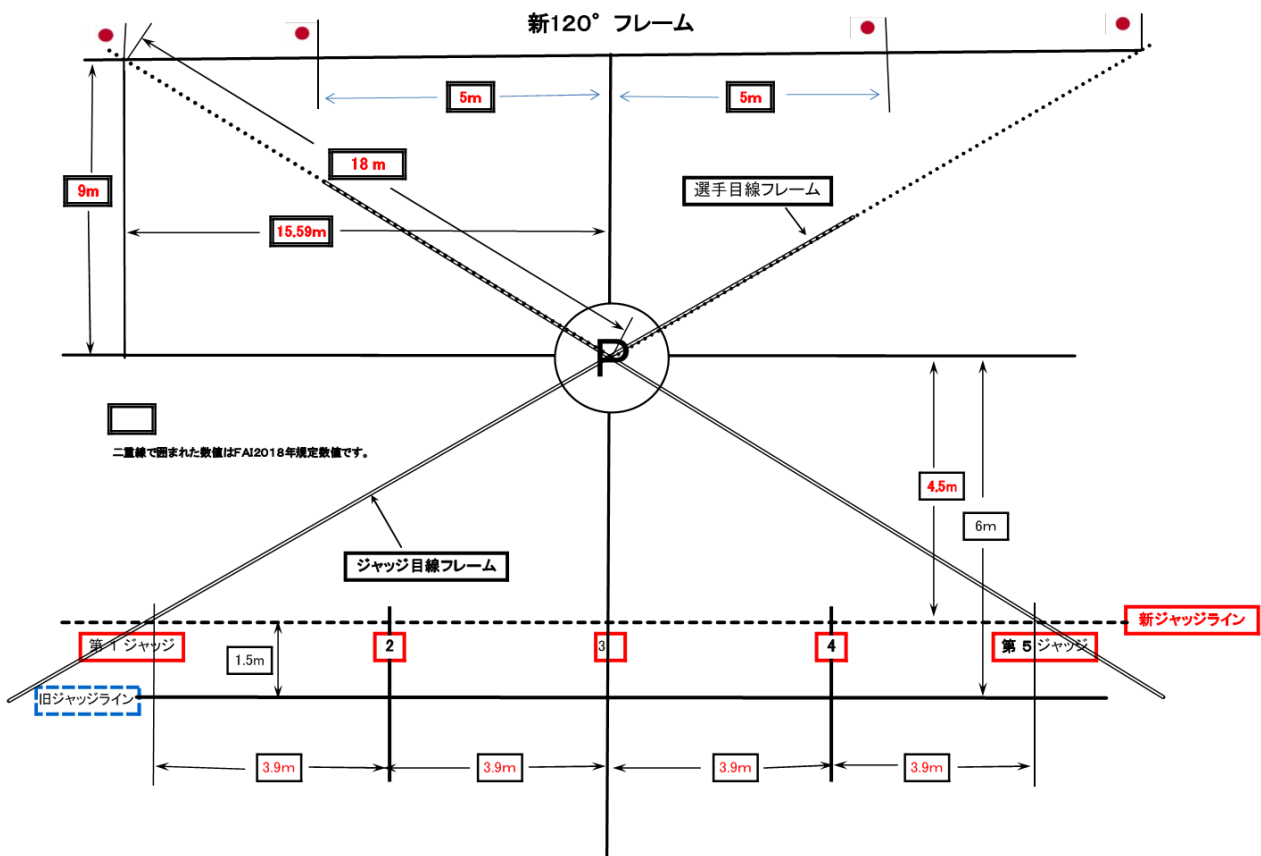 新120°フレーム
5m
5m
18 m
9m
15.59m
選手目線フレーム
P
二重線で囲まれた数値はFAI2018年規定数値です。
4.5m
6m
ジャッジ目線フレーム
新ジャッジライン
第１ジャッジ
2
3
4
第５ジャッジ
1.5m
旧ジャッジライン
3.9m
3.9m
3.9m
3.9m